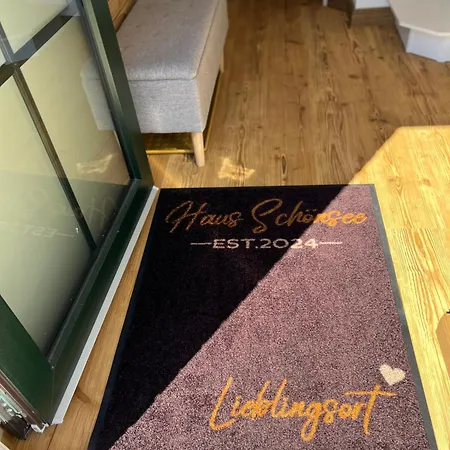 Haus Schönsee
—EST.2024—
Lieblingsort